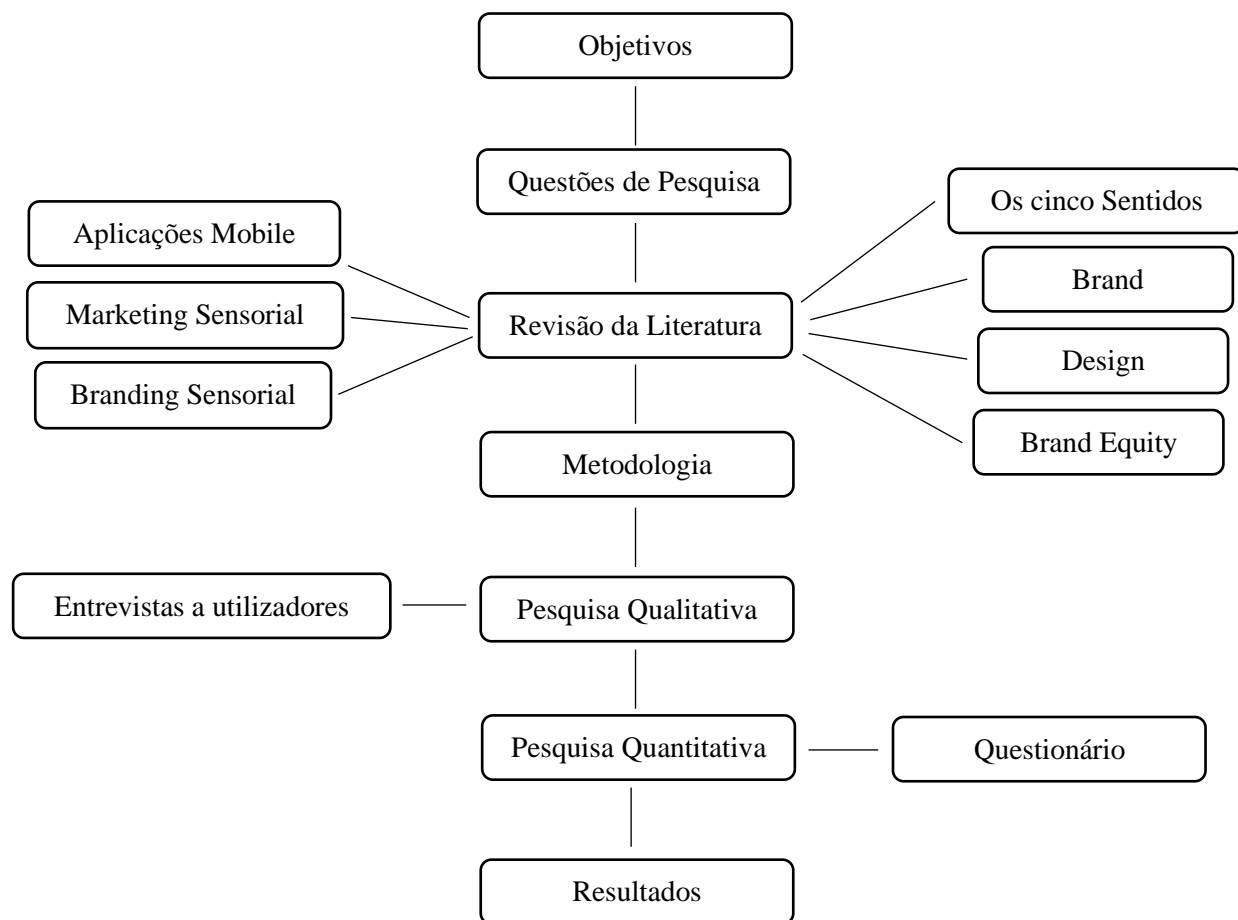 Objetivos
Questões de Pesquisa
Aplicações Mobile
Marketing Sensorial
Branding Sensorial
Revisão da Literatura
Os cinco Sentidos
Brand
Design
Brand Equity
Metodologia
Entrevistas a utilizadores
Pesquisa Qualitativa
Pesquisa Quantitativa
Questionário
Resultados